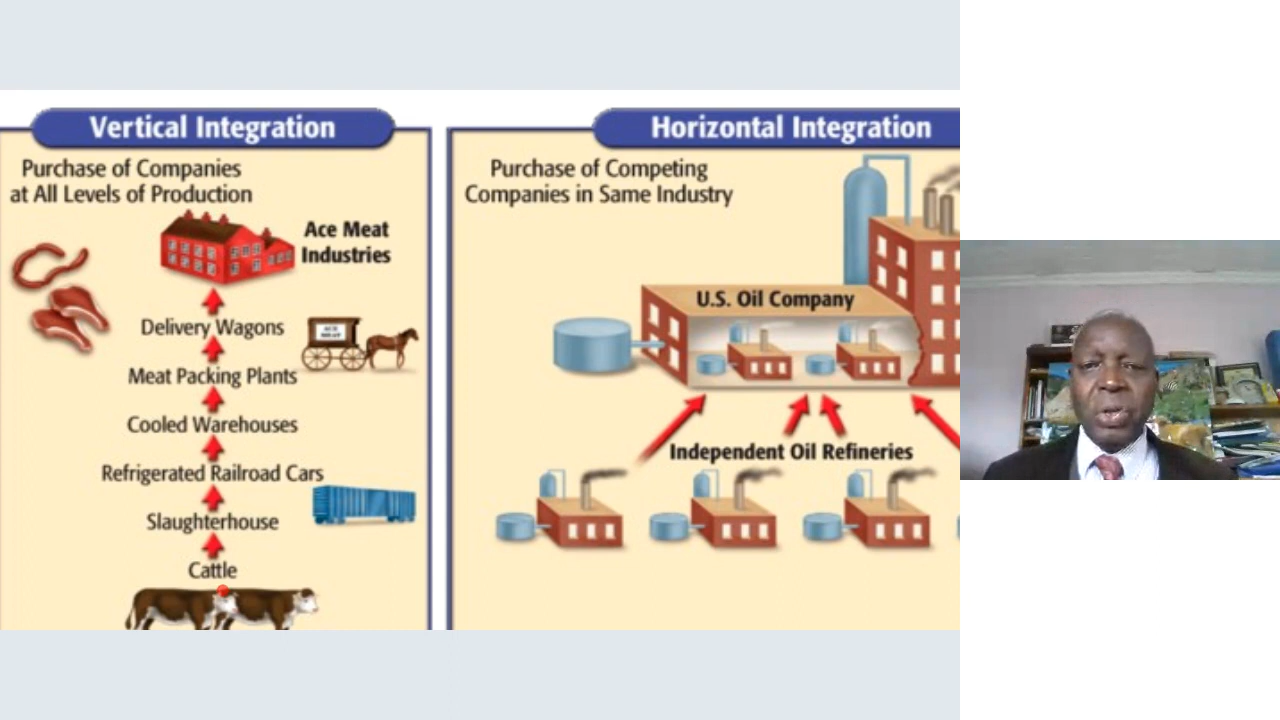 Vertical Integration
Purchase of Companies
at All Levels of Production
Ace Meat
Industries
Delivery Wagons
ACE
MEAT
Meat Packing Plants
Cooled Warehouses
Refrigerated Railroad Cars
Slaughterhouse
Cattle
Horizontal Integration
Purchase of Competing
Companies in Same Industry
U.S. Oil Company
Independent Oil Refineries